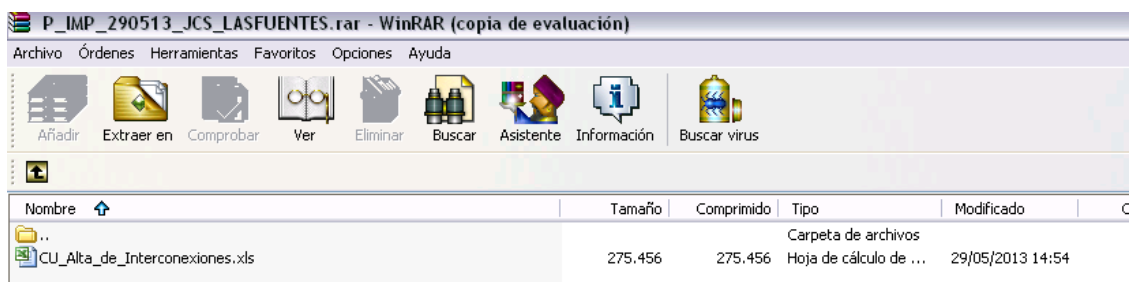 P_IMP_290513_JCS_LASFUENTES.rar - WinRAR (copia de evaluación)
Archivo Órdenes Herramientas Favoritos Opciones Ayuda
Añadir Extraer en Comprobar Ver Eliminar Buscar Asistente Información Buscar virus
Nombre Tamaño Comprimido Tipo Modificado C
.. Carpeta de archivos
CU_Alta_de_Interconexiones.xls 275.456 275.456 Hoja de cálculo de ... 29/05/2013 14:54